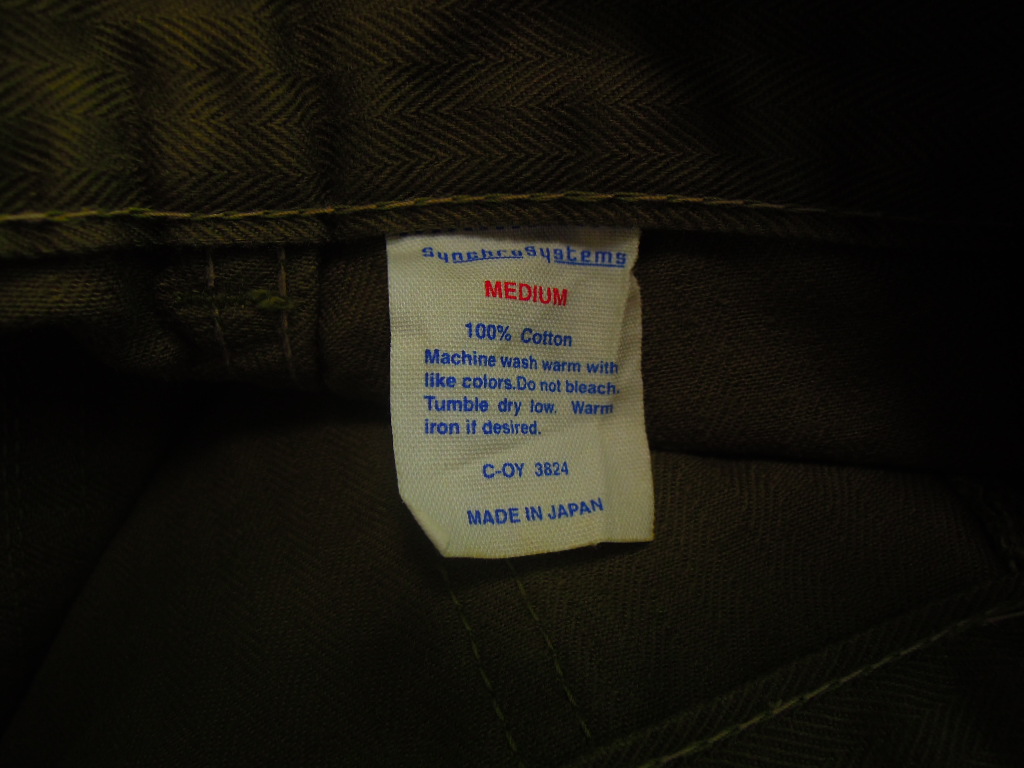 synchrosystems
MEDIUM
100% Cotton
Machine wash warm with
like colors.Do not bleach.
Tumble dry low. Warm
iron if desired.
C-OY 3824
MADE IN JAPAN